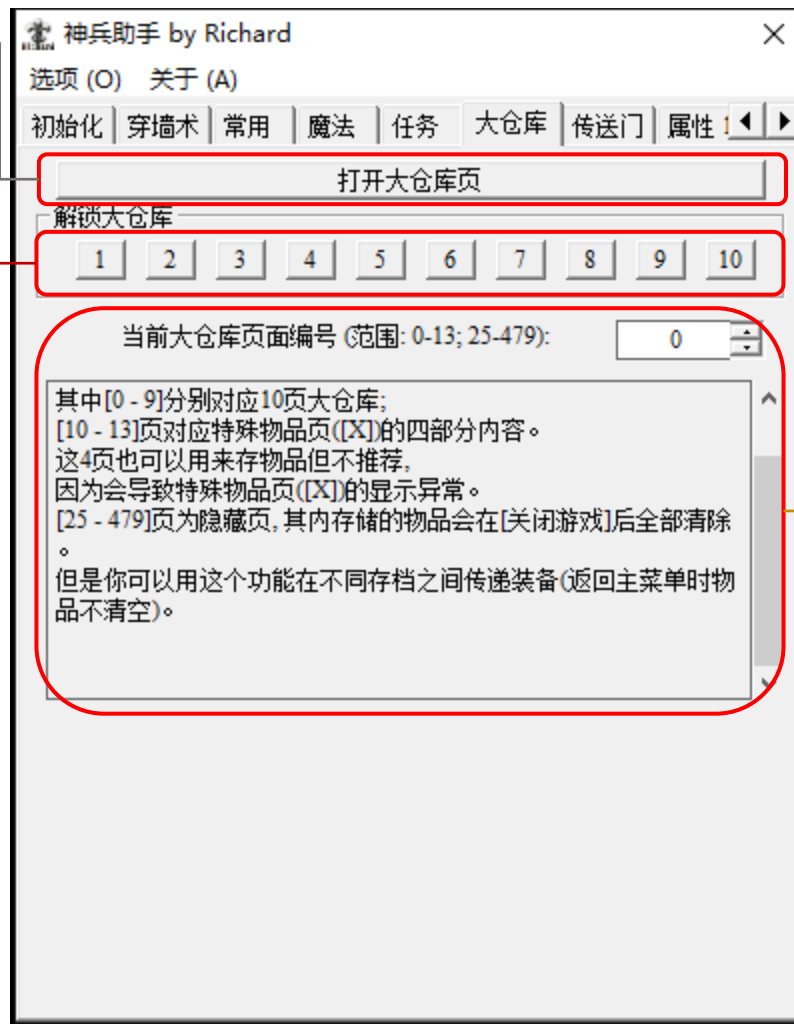 神兵助手 by Richard
选项 (O) 关于 (A)
初始化 穿墙术 常用 魔法 任务 大仓库 传送门 属性
打开大仓库页
解锁大仓库
1 2 3 4 5 6 7 8 9 10
当前大仓库页面编号 (范围: 0-13; 25-479): 0
其中[0 - 9]分别对应10页大仓库;
[10 - 13]页对应特殊物品页([X])的四部分内容。
这4页也可以用来存物品但不推荐,
因为会导致特殊物品页([X])的显示异常。
[25 - 479]页为隐藏页, 其内存储的物品会在[关闭游戏]后全部清除
。
但是你可以用这个功能在不同存档之间传递装备(返回主菜单时物
品不清空)。